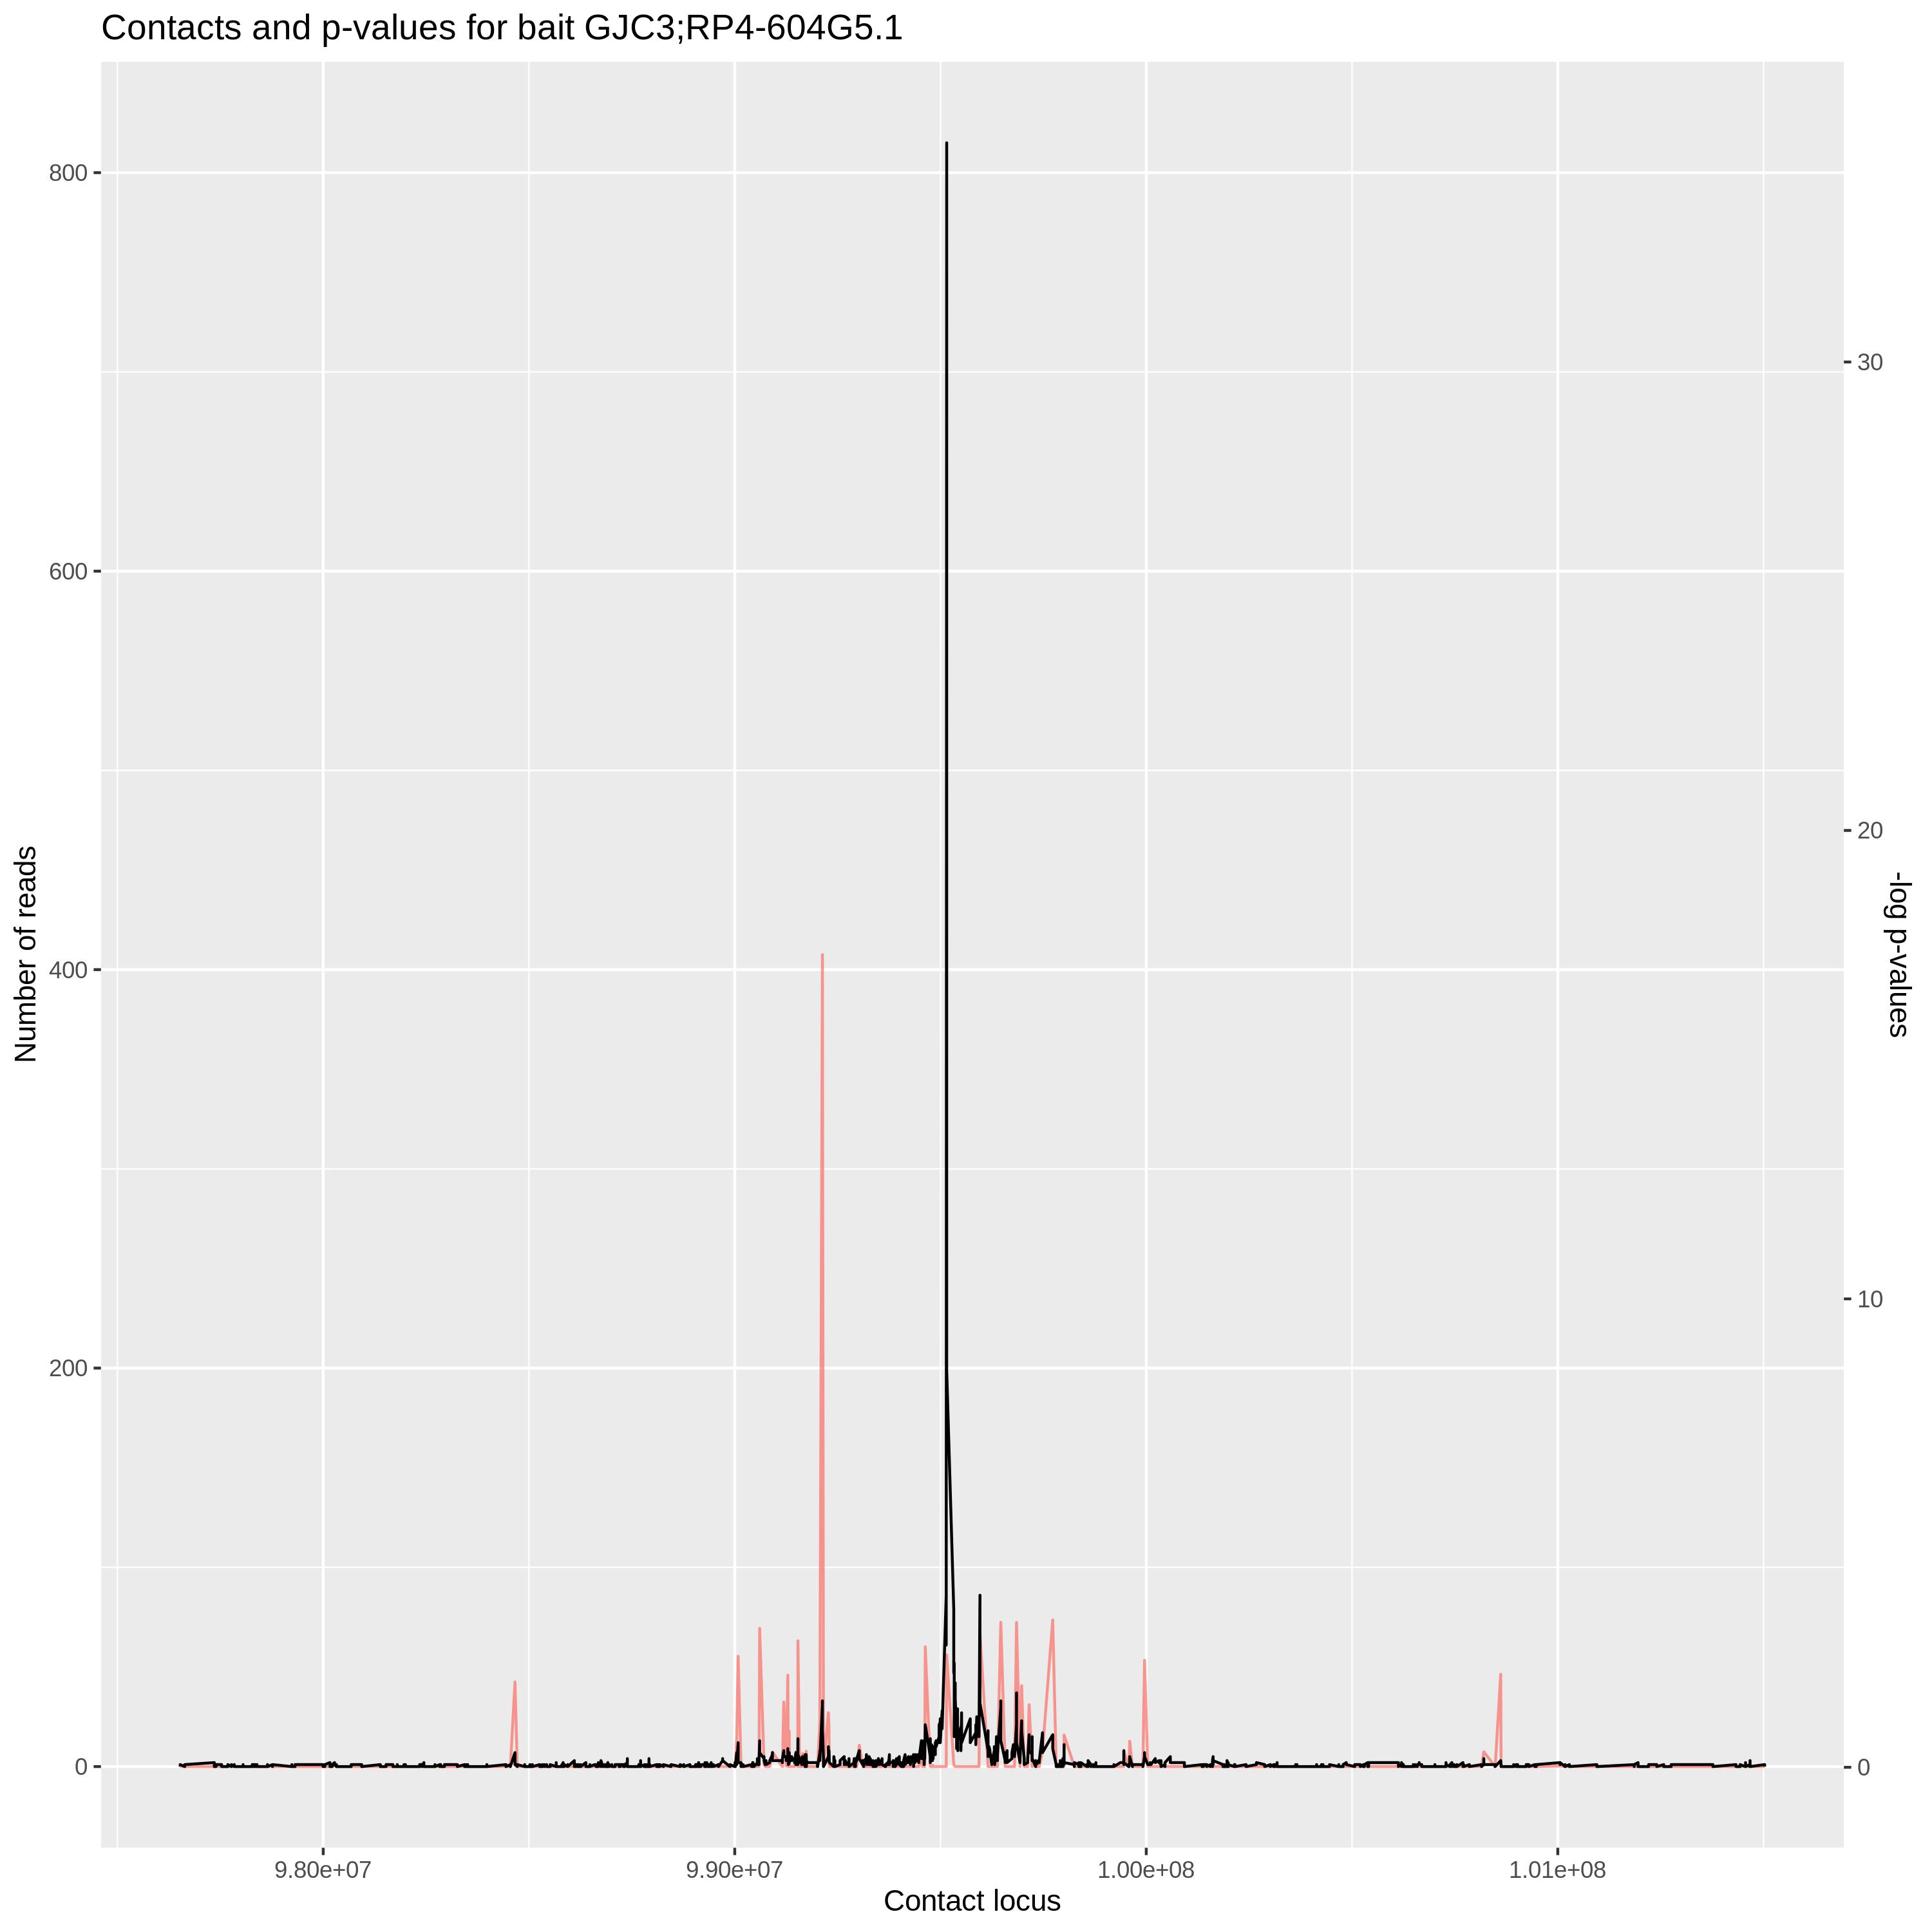 Contacts and p-values for bait GJC3;RP4-604G5.1
800
600
400
200
0
Number of reads
30
20
10
0
-log p-values
9.80e+07
9.90e+07
1.00e+08
1.01e+08
Contact locus